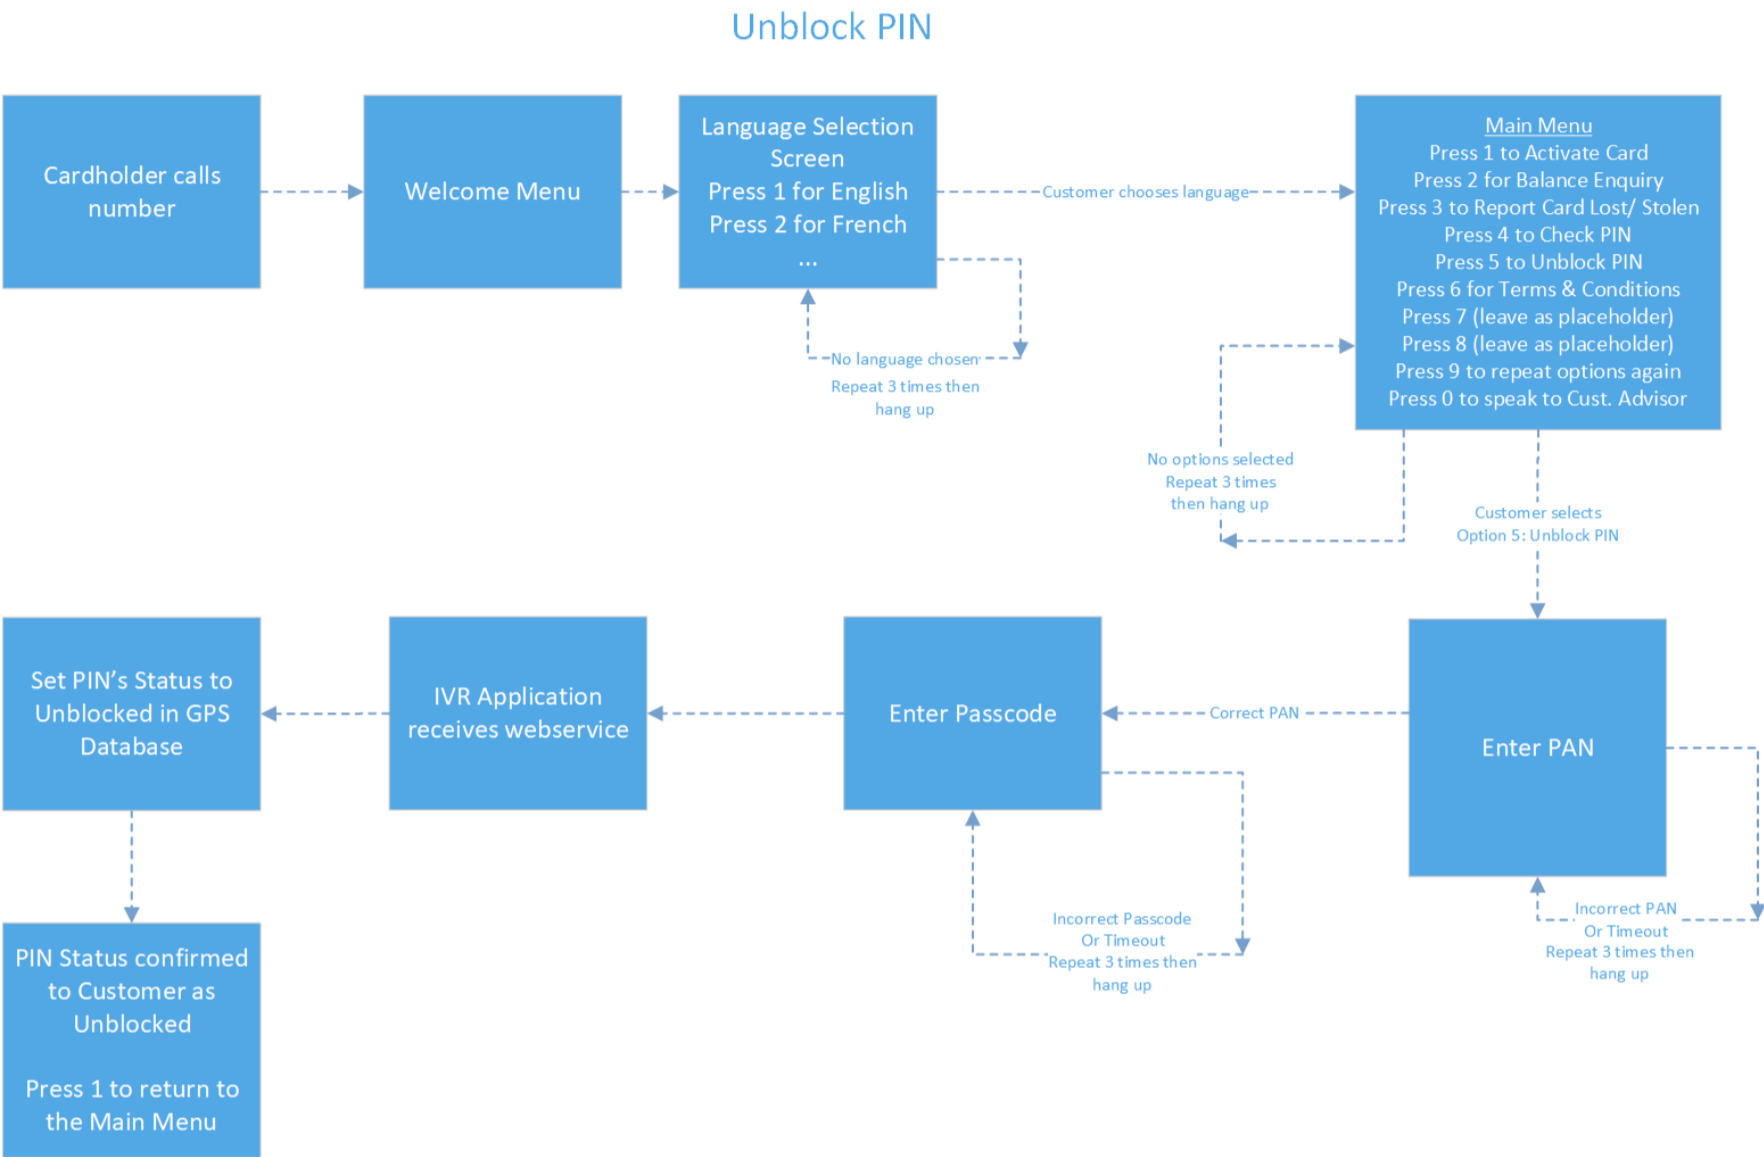 Unblock PIN
Cardholder calls
number
Welcome Menu
Language Selection
Screen
Press 1 for English
Press 2 for French
...
No language chosen
Repeat 3 times then
hang up
Customer chooses language
Main Menu
Press 1 to Activate Card
Press 2 for Balance Enquiry
Press 3 to Report Card Lost/ Stolen
Press 4 to Check PIN
Press 5 to Unblock PIN
Press 6 for Terms & Conditions
Press 7 (leave as placeholder)
Press 8 (leave as placeholder)
Press 9 to repeat options again
Press 0 to speak to Cust. Advisor
No options selected
Repeat 3 times
then hang up
Customer selects
Option 5: Unblock PIN
Enter PAN
Incorrect PAN
Or Timeout
Repeat 3 times then
hang up
Correct PAN
Enter Passcode
Incorrect Passcode
Or Timeout
Repeat 3 times then
hang up
IVR Application
receives webservice
Set PIN’s Status to
Unblocked in GPS
Database
PIN Status confirmed
to Customer as
Unblocked
Press 1 to return to
the Main Menu